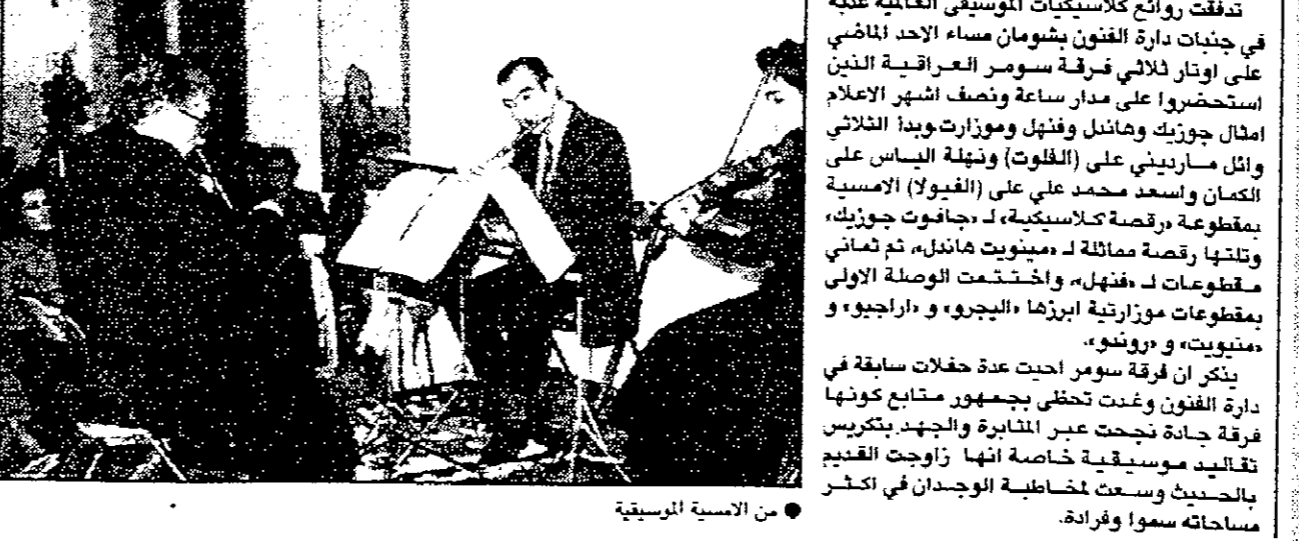 تدفقت روائع كلاسيكيات الموسيقى العالمية عذبة
في جنبات دارة الفنون بشومان مساء الاحد الماضي
على اوتار ثلاثي فرقة سومر العراقية الذين
استحضروا على مدار ساعة ونصف اشهر الاعلام
امثال جوزيك وهاندل وفنهل وموزارت.وبدا الثلاثي
وائل مارديني على (الفلوت) ونهلة الياس على
الكمان واسعد محمد علي على (الفيولا) الامسية
بمقطوعة «رقصة كلاسيكية» لـ «جافوت جوزيك»
وتلتها رقصة مماثلة لـ «مينويت هاندل»، ثم ثماني
مقطوعات لـ «فنهل»، واختتمت الوصلة الاولى
بمقطوعات موزارتية ابرزها «اليجرو» و «اراجيو» و
«منيويت» و «روندو».
يذكر ان فرقة سومر احيت عدة حفلات سابقة في
دارة الفنون وغدت تحظى بجمهور متابع كونها
فرقة جادة نجحت عبر المثابرة والجهد بتكريس
تقاليد موسيقية خاصة انها زاوجت القديم
بالحديث وسعت لمخاطبة الوجدان في اكثر
مساحاته سموا وفرادة.
● من الامسية الموسيقية